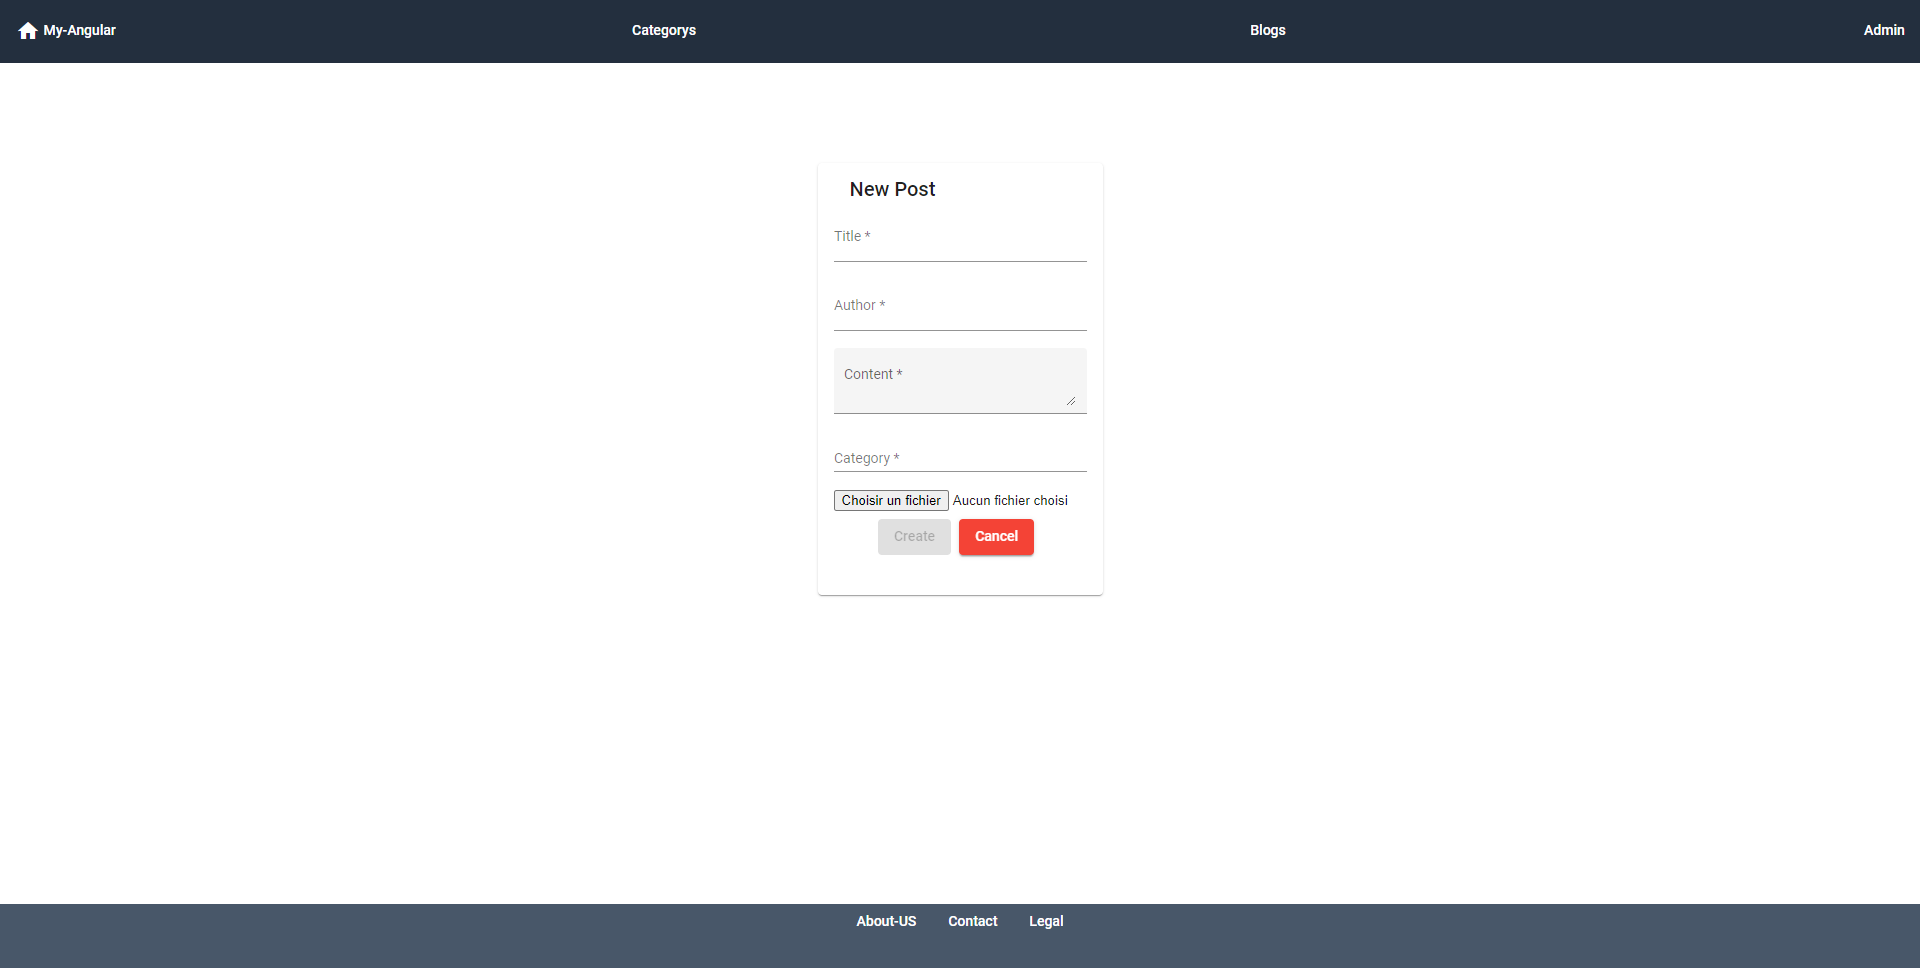 My-Angular Categorys Blogs Admin
New Post
Title *
Author *
Content *
Category *
Choisir un fichier Aucun fichier choisi
Create Cancel
About-US Contact Legal